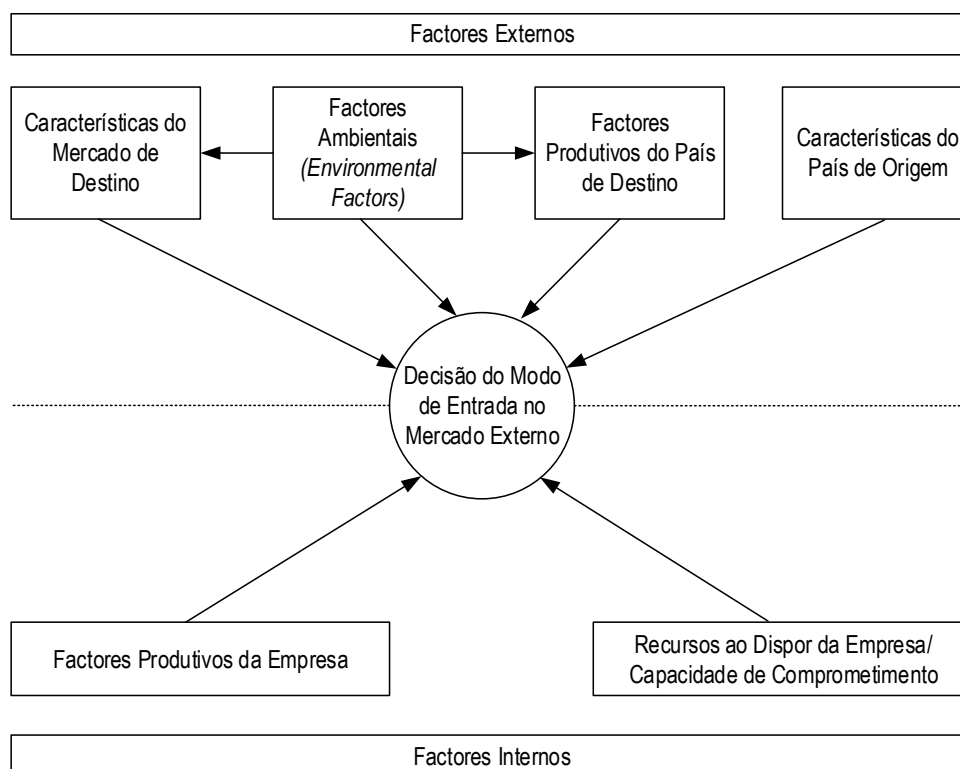 Factores Externos
Características do
Mercado de
Destino
Factores
Ambientais
(Environmental
Factors)
Factores
Produtivos do País
de Destino
Características do
País de Origem
Decisão do Modo
de Entrada no
Mercado Externo
Factores Produtivos da Empresa
Recursos ao Dispor da Empresa/
Capacidade de Comprometimento
Factores Internos